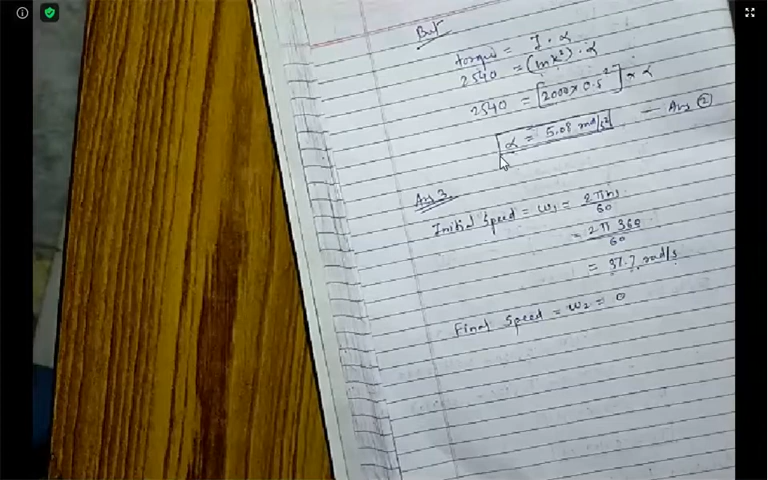 But
torque = I · α
2540 = (mk²) · α
2540 = [2000 × 0.5²] × α
α = 5.08 rad/s² — Ans ②
Ans 3.
Initial Speed = ω₁ = 2πn₁/60
= 2π 360/60
= 37.7 rad/s.
Final Speed = ω₂ = 0